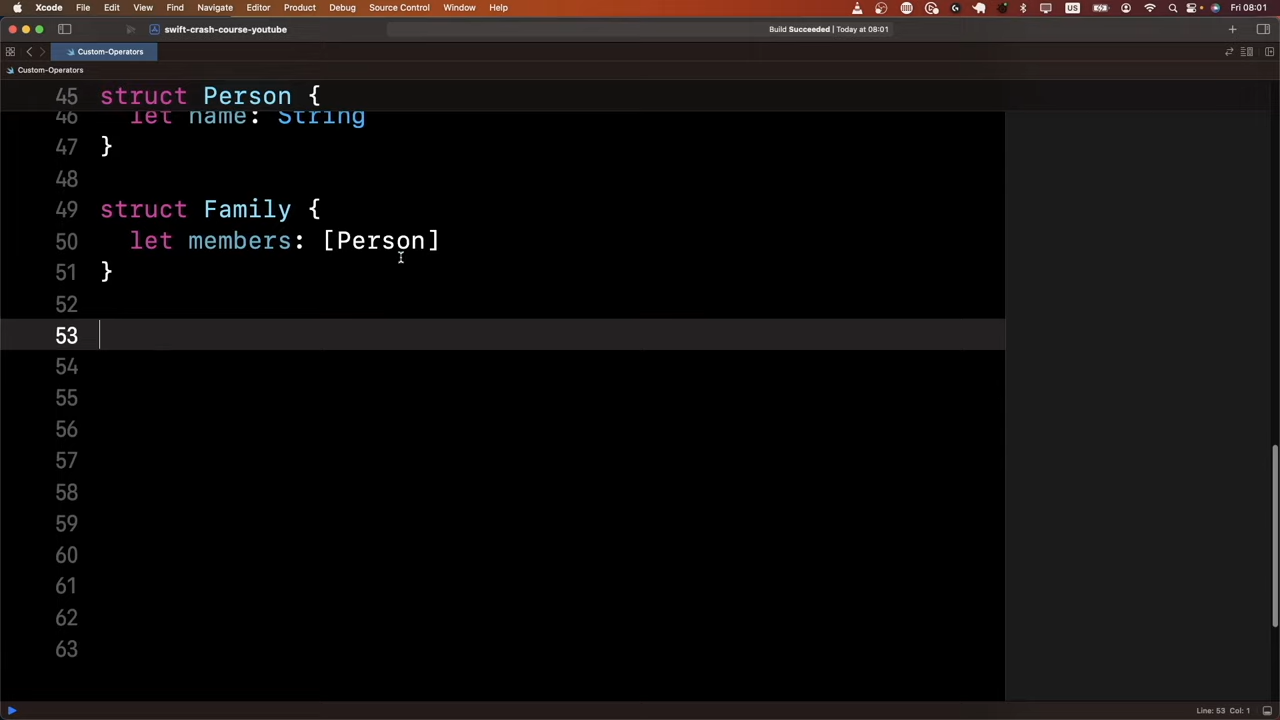 Xcode File Edit View Find Navigate Editor Product Debug Source Control Window Help US Fri 08:01
swift-crash-course-youtube Build Succeeded | Today at 08:01
Custom-Operators
Custom-Operators
45 struct Person {
46 let name: String
47 }
48
49 struct Family {
50 let members: [Person]
51 }
52
53
54
55
56
57
58
59
60
61
62
63
Line: 53 Col: 1